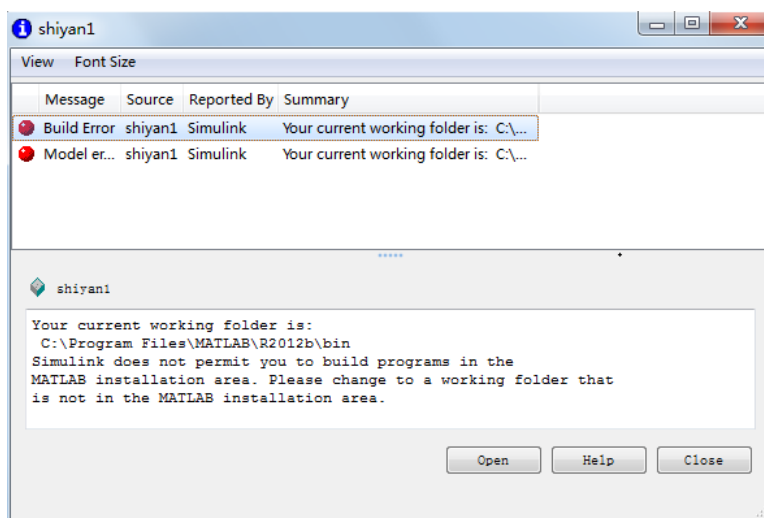 shiyan1
View Font Size
Message Source Reported By Summary
Build Error shiyan1 Simulink Your current working folder is: C:\...
Model er... shiyan1 Simulink Your current working folder is: C:\...
shiyan1
Your current working folder is:
C:\Program Files\MATLAB\R2012b\bin
Simulink does not permit you to build programs in the
MATLAB installation area. Please change to a working folder that
is not in the MATLAB installation area.
Open Help Close